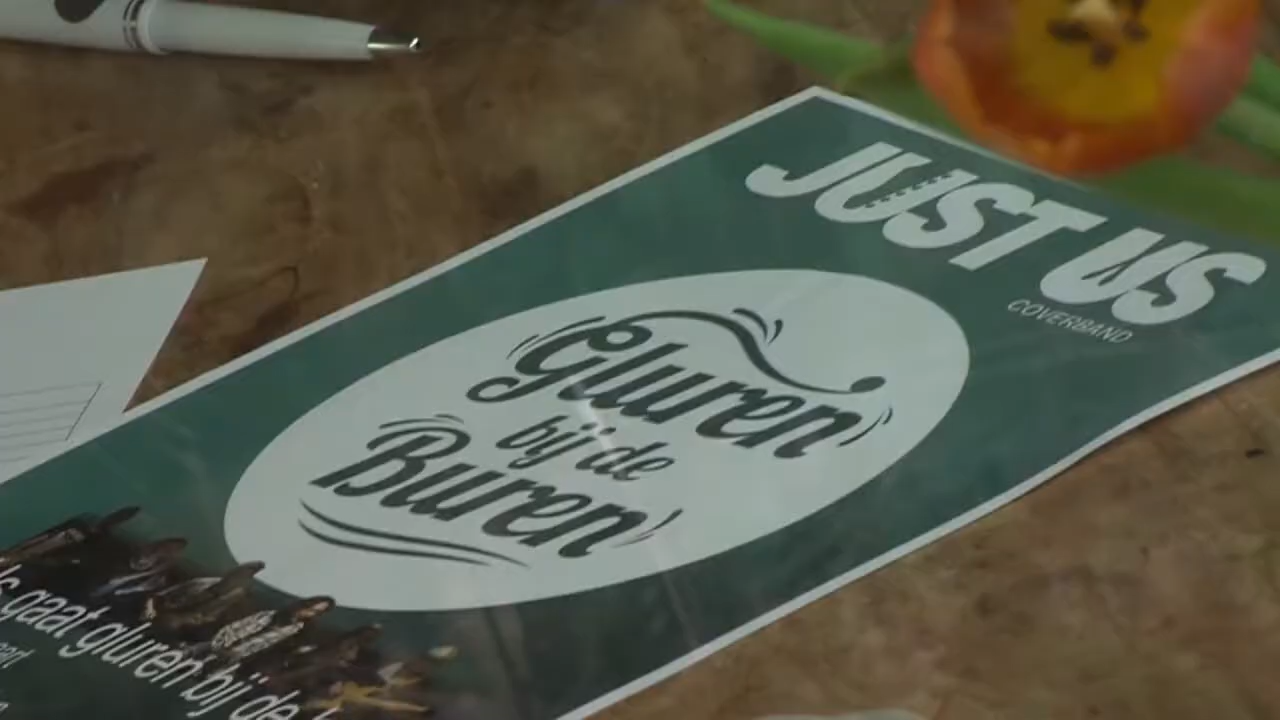 JUST US
COVERBAND
Gluren
bij de
Buren
gaat gluren bij de